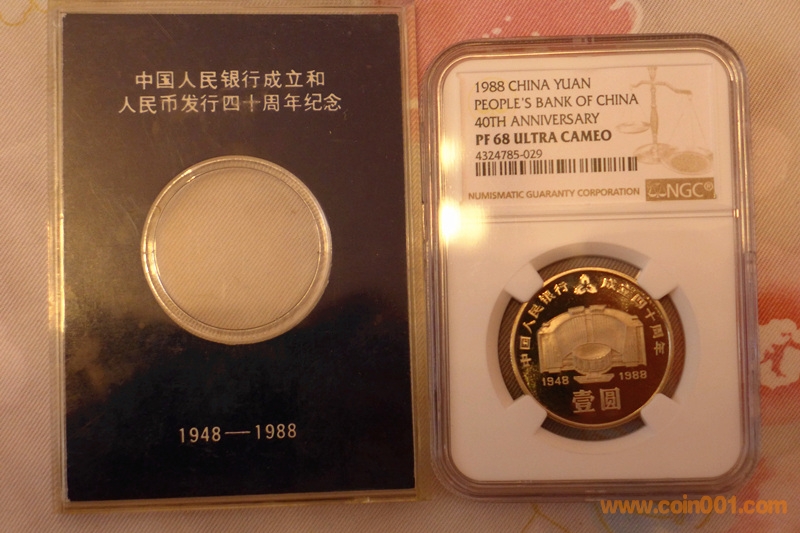 中国人民银行成立和
人民币发行四十周年纪念
1948—1988
1988 CHINA YUAN
PEOPLE'S BANK OF CHINA
40TH ANNIVERSARY
PF 68 ULTRA CAMEO
4324785-029
NUMISMATIC GUARANTY CORPORATION
NGC®
中国人民银行 成立四十周年
1948 1988
壹圆
www.coin001.com